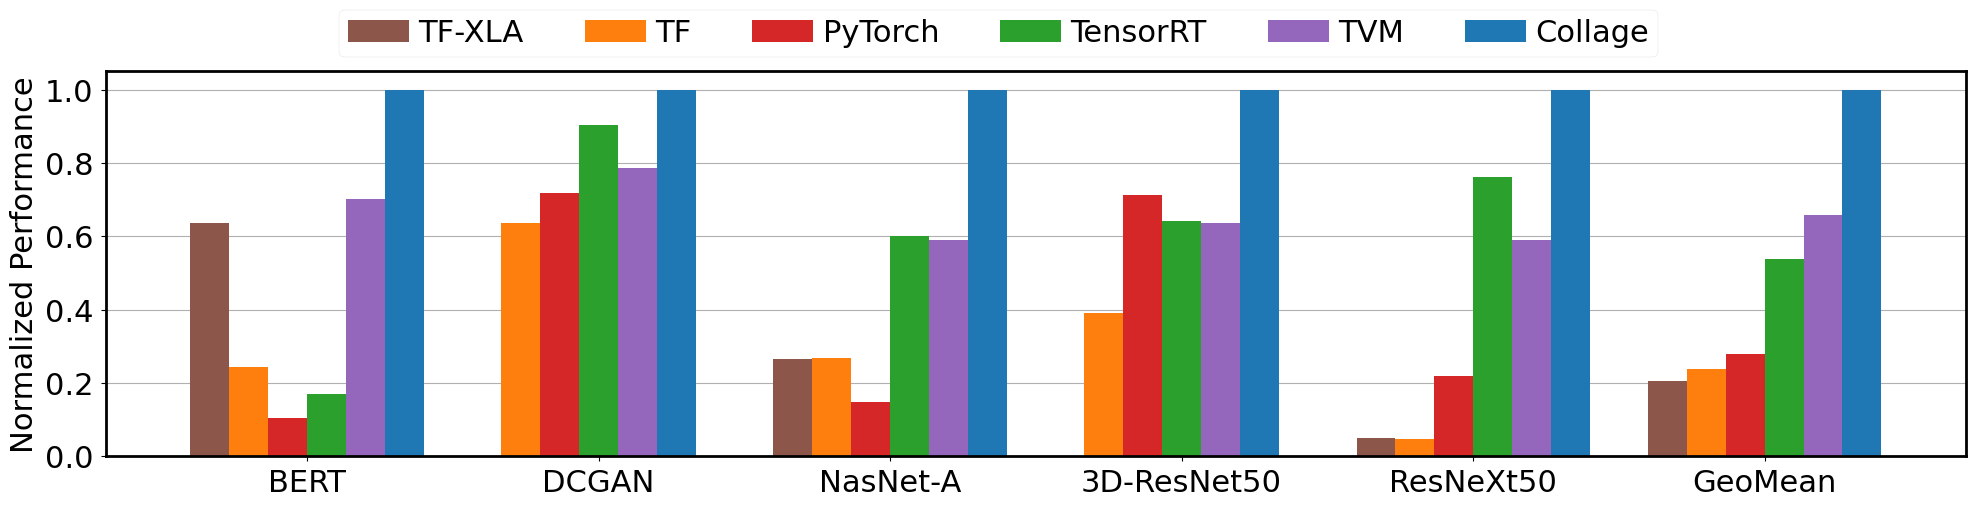 TF-XLA TF PyTorch TensorRT TVM Collage
Normalized Performance
1.0
0.8
0.6
0.4
0.2
0.0
BERT DCGAN NasNet-A 3D-ResNet50 ResNeXt50 GeoMean